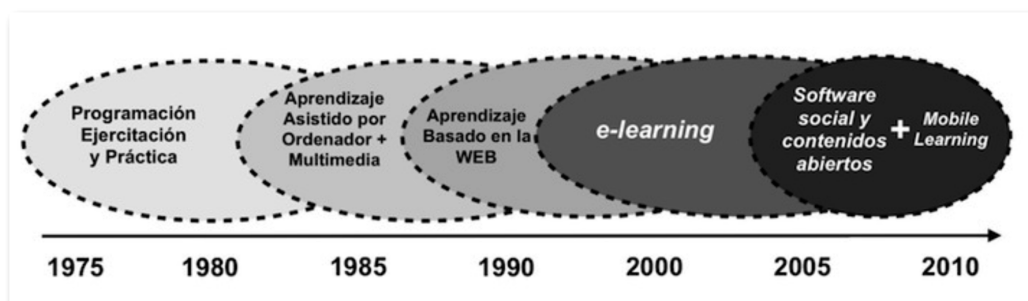 Programación
Ejercitación
y Práctica
Aprendizaje
Asistido por
Ordenador +
Multimedia
Aprendizaje
Basado en la
WEB
e-learning
Software
social y
contenidos
abiertos
+
Mobile
Learning
1975 1980 1985 1990 2000 2005 2010